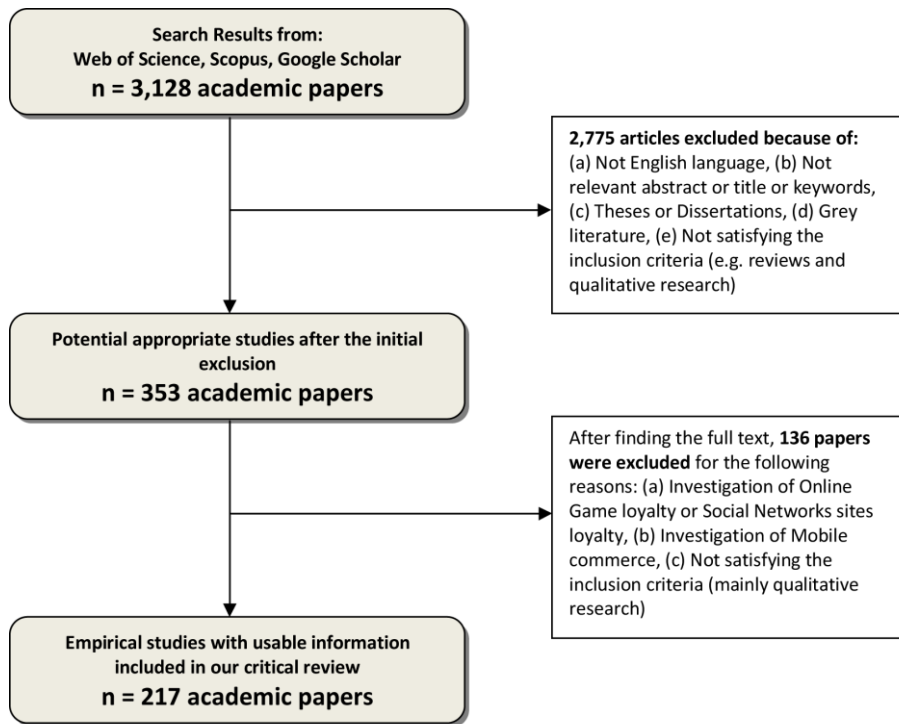 Search Results from:
Web of Science, Scopus, Google Scholar
n = 3,128 academic papers
2,775 articles excluded because of:
(a) Not English language, (b) Not
relevant abstract or title or keywords,
(c) Theses or Dissertations, (d) Grey
literature, (e) Not satisfying the
inclusion criteria (e.g. reviews and
qualitative research)
Potential appropriate studies after the initial
exclusion
n = 353 academic papers
After finding the full text, 136 papers
were excluded for the following
reasons: (a) Investigation of Online
Game loyalty or Social Networks sites
loyalty, (b) Investigation of Mobile
commerce, (c) Not satisfying the
inclusion criteria (mainly qualitative
research)
Empirical studies with usable information
included in our critical review
n = 217 academic papers